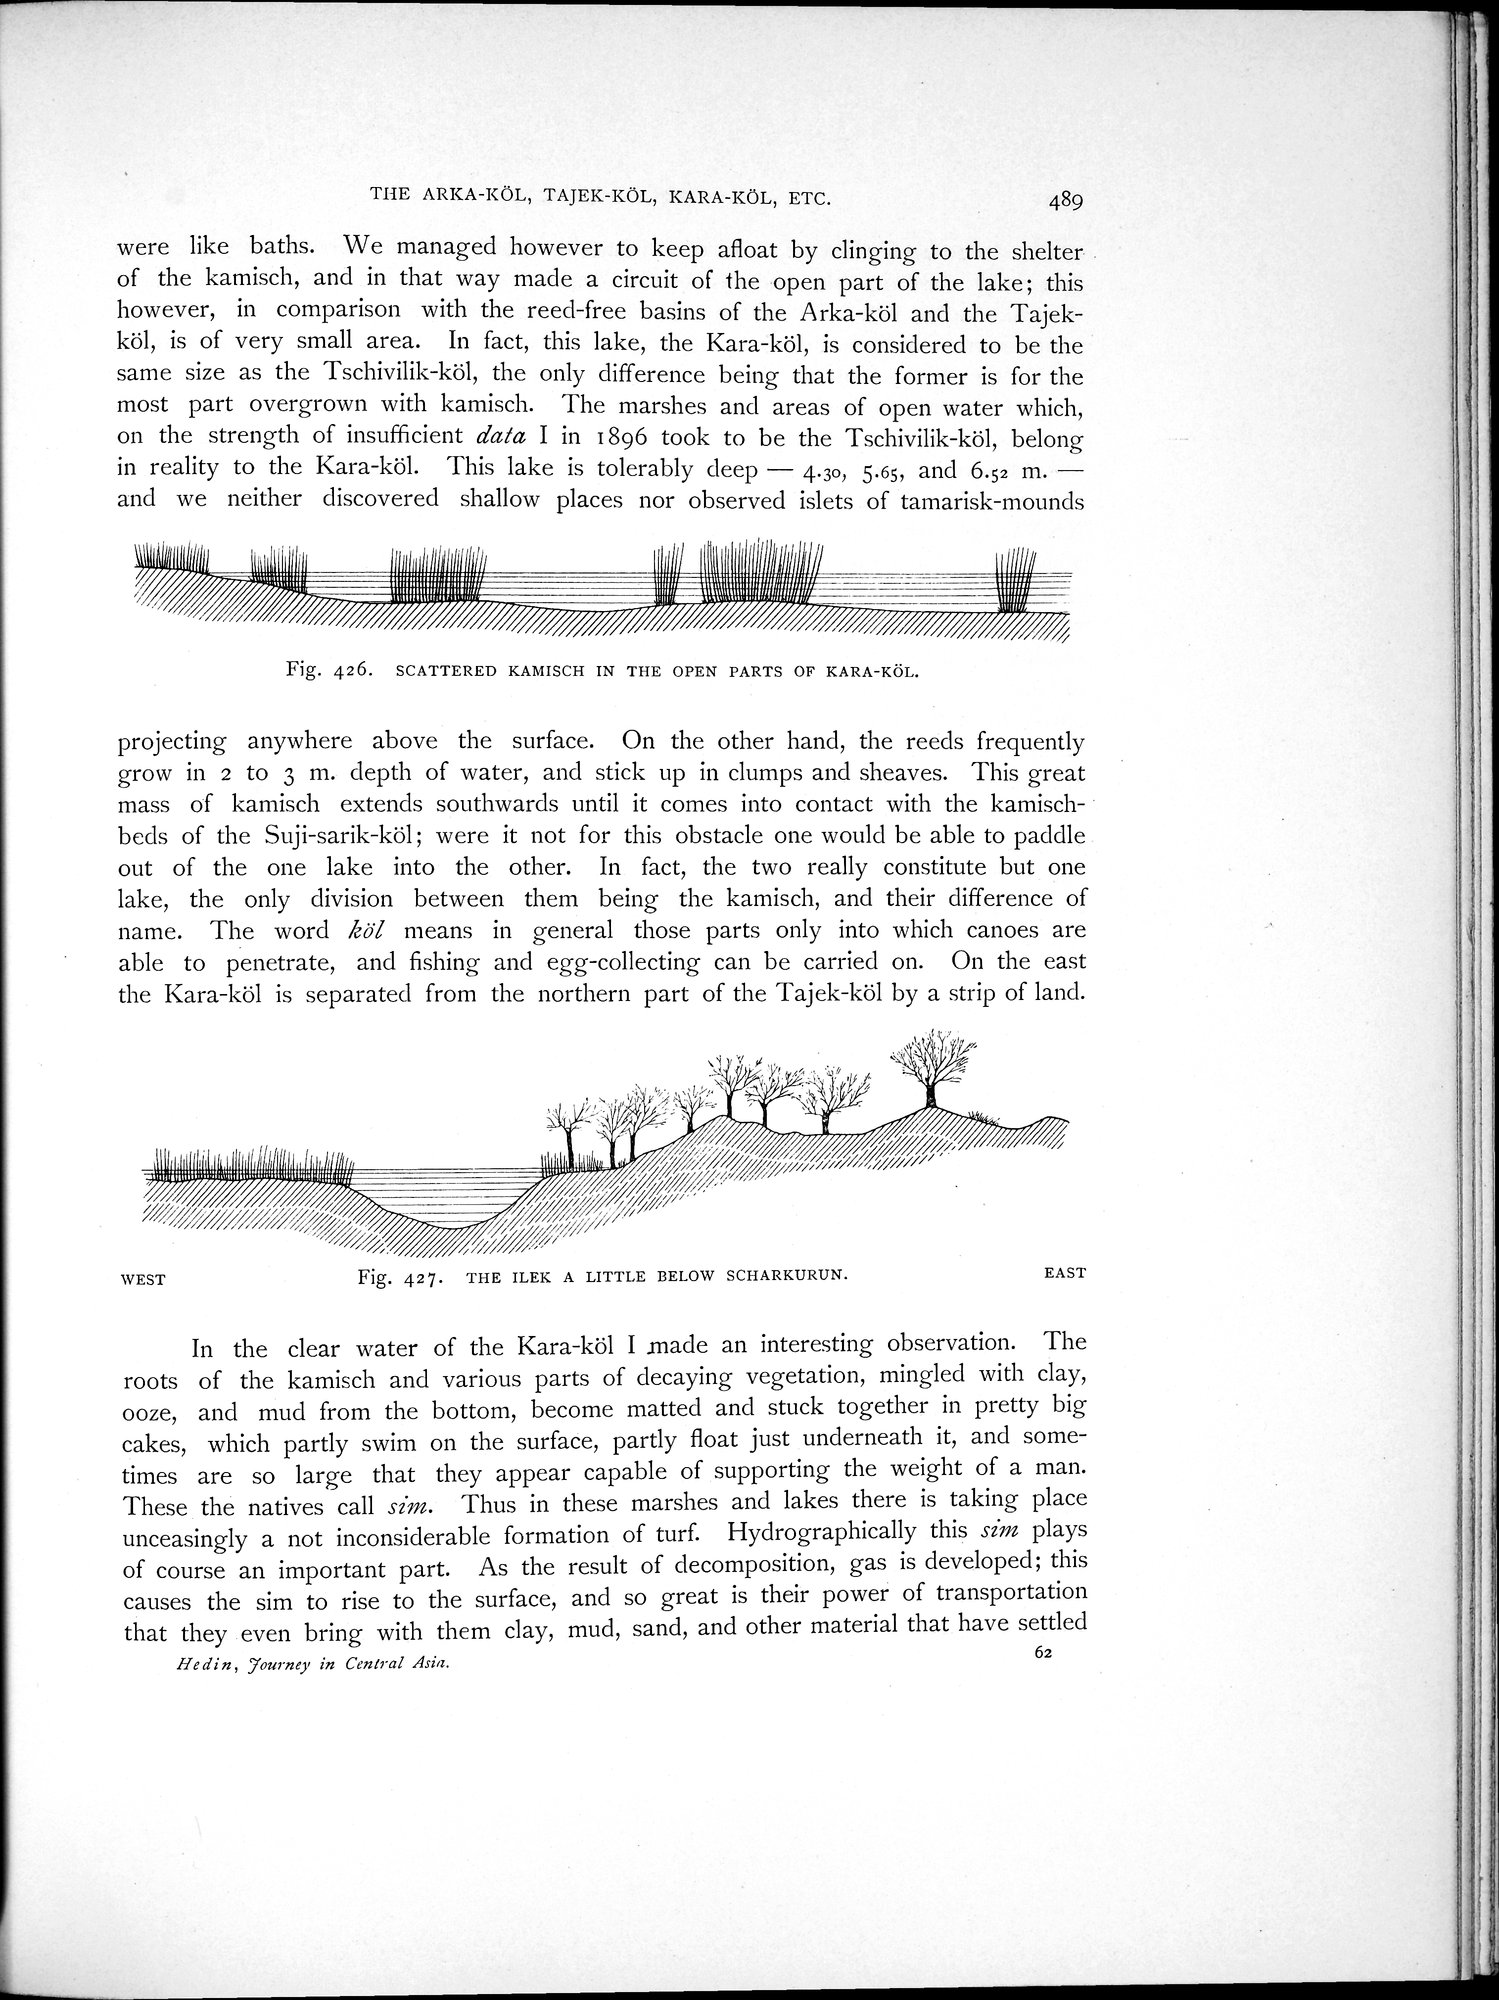 THE ARKA-KÖL, TAJEK-KÖL, KARA-KÖL, ETC. 489
were like baths. We managed however to keep afloat by clinging to the shelter
of the kamisch, and in that way made a circuit of the open part of the lake; this
however, in comparison with the reed-free basins of the Arka-köl and the Tajek-
köl, is of very small area. In fact, this lake, the Kara-köl, is considered to be the
same size as the Tschivilik-köl, the only difference being that the former is for the
most part overgrown with kamisch. The marshes and areas of open water which,
on the strength of insufficient data I in 1896 took to be the Tschivilik-köl, belong
in reality to the Kara-köl. This lake is tolerably deep — 4.30, 5.65, and 6.52 m. —
and we neither discovered shallow places nor observed islets of tamarisk-mounds
Fig. 426. SCATTERED KAMISCH IN THE OPEN PARTS OF KARA-KÖL.
projecting anywhere above the surface. On the other hand, the reeds frequently
grow in 2 to 3 m. depth of water, and stick up in clumps and sheaves. This great
mass of kamisch extends southwards until it comes into contact with the kamisch-
beds of the Suji-sarik-köl; were it not for this obstacle one would be able to paddle
out of the one lake into the other. In fact, the two really constitute but one
lake, the only division between them being the kamisch, and their difference of
name. The word köl means in general those parts only into which canoes are
able to penetrate, and fishing and egg-collecting can be carried on. On the east
the Kara-köl is separated from the northern part of the Tajek-köl by a strip of land.
WEST Fig. 427. THE ILEK A LITTLE BELOW SCHARKURUN. EAST
In the clear water of the Kara-köl I made an interesting observation. The
roots of the kamisch and various parts of decaying vegetation, mingled with clay,
ooze, and mud from the bottom, become matted and stuck together in pretty big
cakes, which partly swim on the surface, partly float just underneath it, and some-
times are so large that they appear capable of supporting the weight of a man.
These the natives call sim. Thus in these marshes and lakes there is taking place
unceasingly a not inconsiderable formation of turf. Hydrographically this sim plays
of course an important part. As the result of decomposition, gas is developed; this
causes the sim to rise to the surface, and so great is their power of transportation
that they even bring with them clay, mud, sand, and other material that have settled
Hedin, Journey in Central Asia. 62